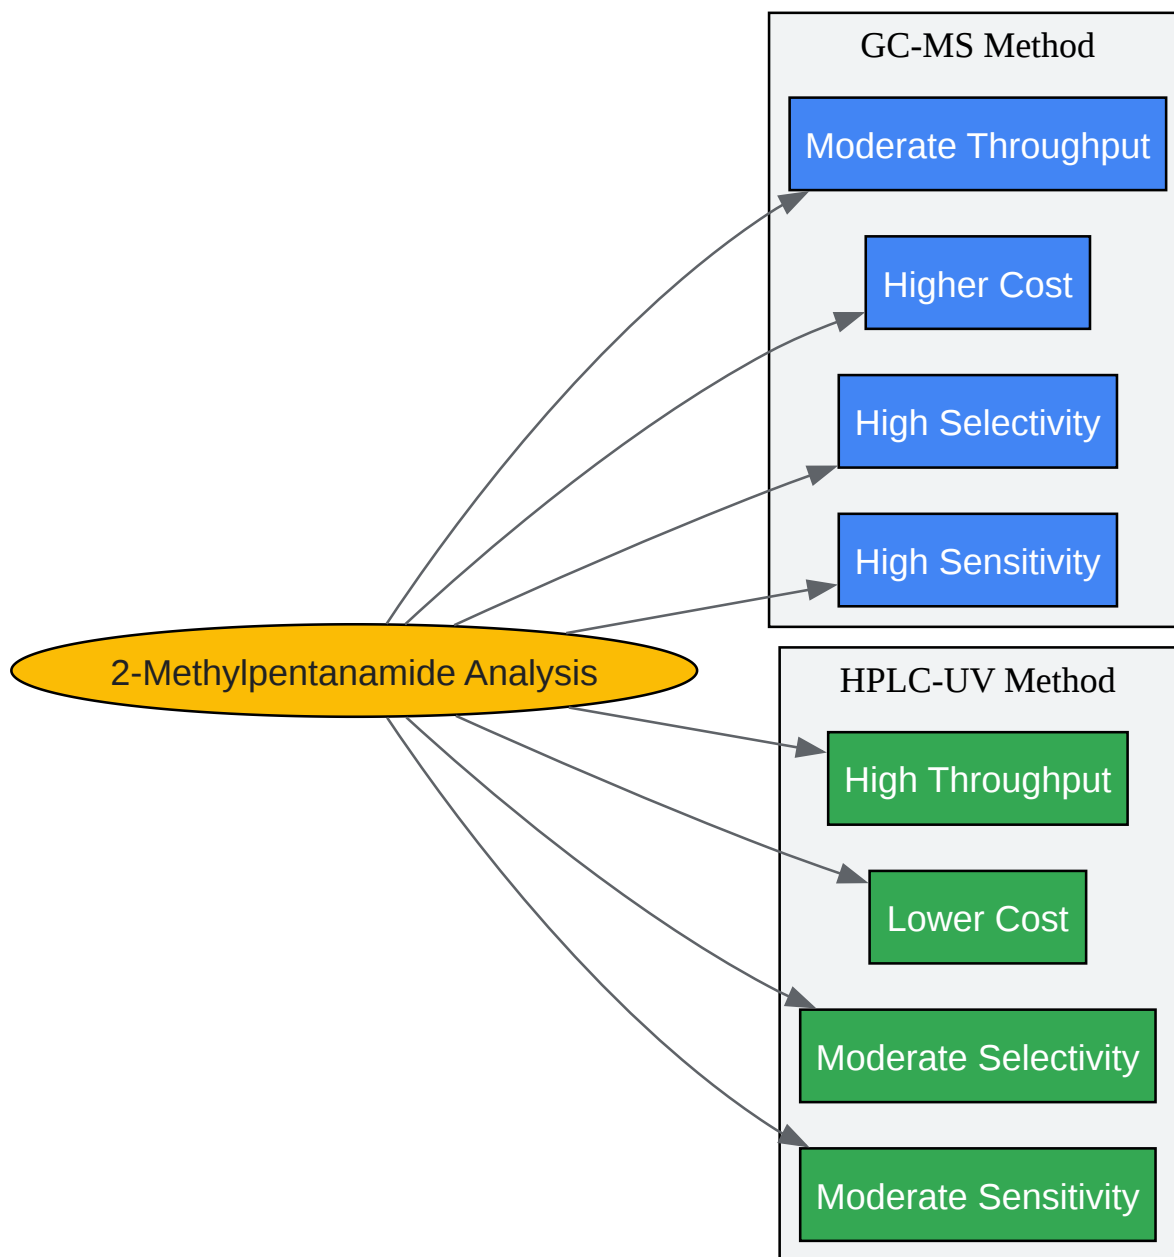 GC-MS Method
Moderate Throughput
Higher Cost
High Selectivity
High Sensitivity
2-Methylpentanamide Analysis
HPLC-UV Method
High Throughput
Lower Cost
Moderate Selectivity
Moderate Sensitivity